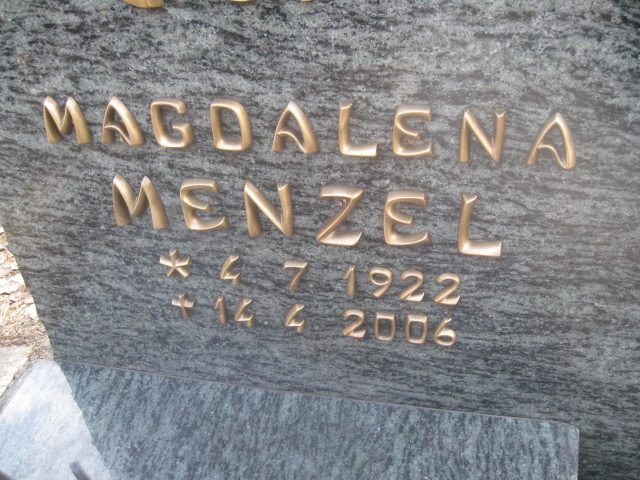 MAGDALENA
MENZEL
* 4. 7. 1922
† 14. 4. 2006